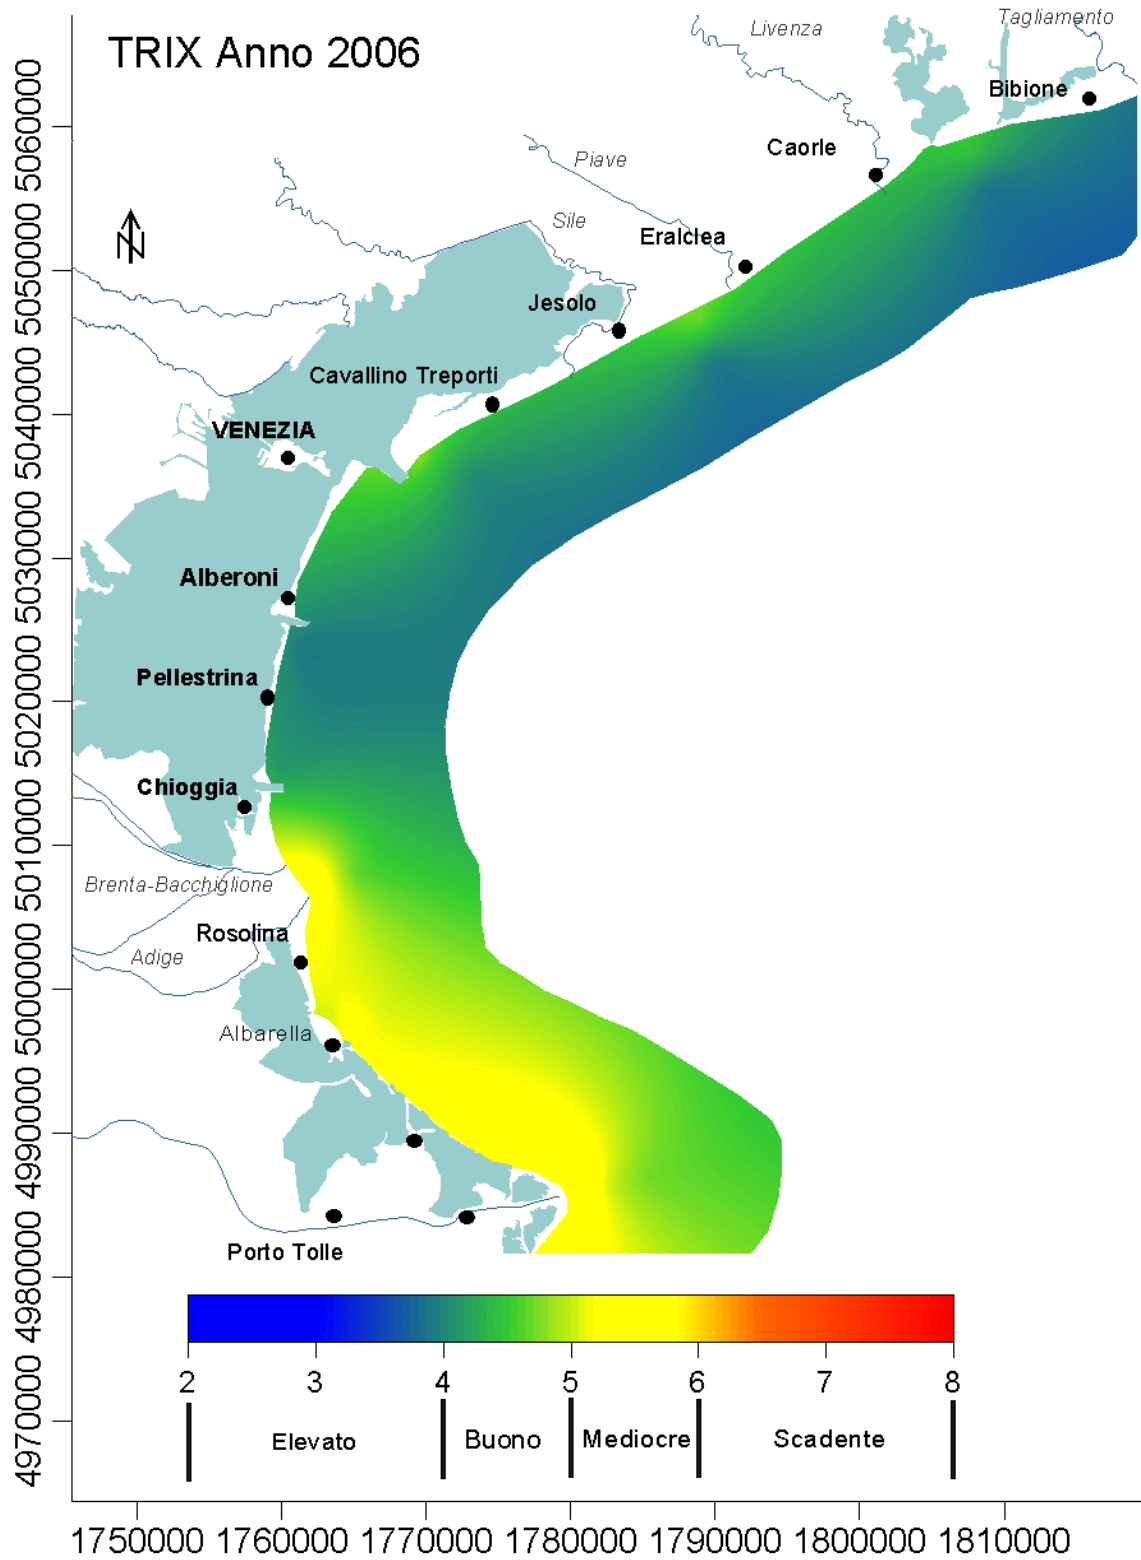 TRIX Anno 2006
Livenza
Tagliamento
Bibione
Caorle
Piave
Sile
Eralclea
Jesolo
Cavallino Treporti
VENEZIA
Alberoni
Pellestrina
Chioggia
Brenta-Bacchiglione
Rosolina
Adige
Albarella
Porto Tolle
N
5060000
5050000
5040000
5030000
5020000
5010000
5000000
4990000
4980000
4970000
2 3 4 5 6 7 8
Elevato Buono Mediocre Scadente
1750000 1760000 1770000 1780000 1790000 1800000 1810000